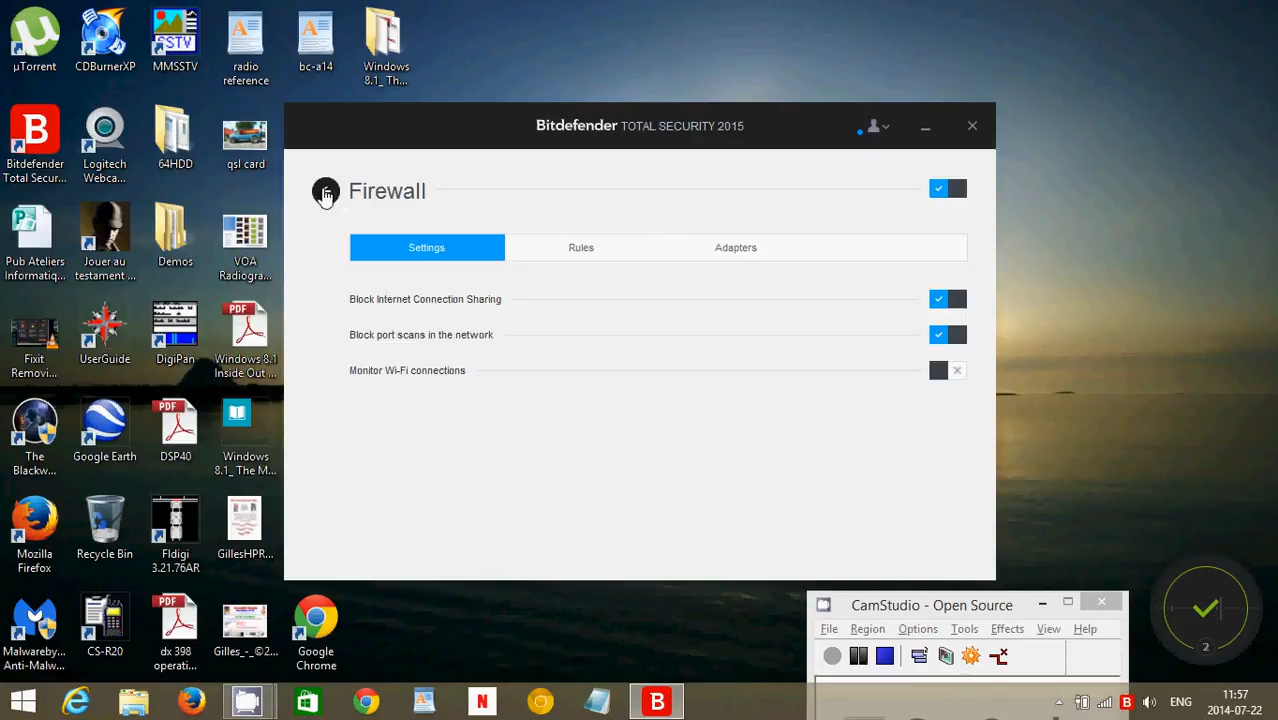 µTorrent
CDBurnerXP
MMSSTV
SSTV
radio
reference
bc-a14
Windows
8.1_ Th...
Bitdefender
Total Secur...
Logitech
Webca...
64HDD
qsl card
Pub Ateliers
Informatiq...
Jouer au
testament ...
Demos
VOA
Radiogra...
Fixit
Removi...
UserGuide
DigiPan
PDF
Windows 8.1
Inside Out ...
The
Blackw...
Google Earth
PDF
DSP40
Windows
8.1_ The M...
Mozilla
Firefox
Recycle Bin
Fldigi
3.21.76AR
GillesHPR...
Malwareby...
Anti-Malw...
CS-R20
PDF
dx 398
operati...
Gilles_-_©2...
Google
Chrome
Bitdefender TOTAL SECURITY 2015
Firewall
Settings
Rules
Adapters
Block Internet Connection Sharing
Block port scans in the network
Monitor Wi-Fi connections
CamStudio - Open Source
File
Region
Options
Tools
Effects
View
Help
2
N
B
B
ENG
11:57
2014-07-22